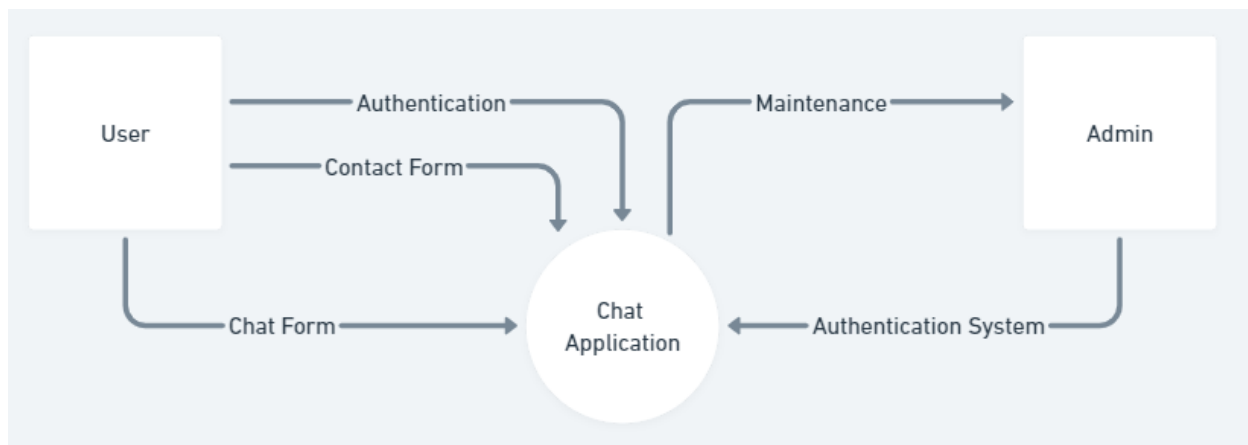 Authentication
Maintenance
User
Admin
Contact Form
Chat
Application
Chat Form
Authentication System